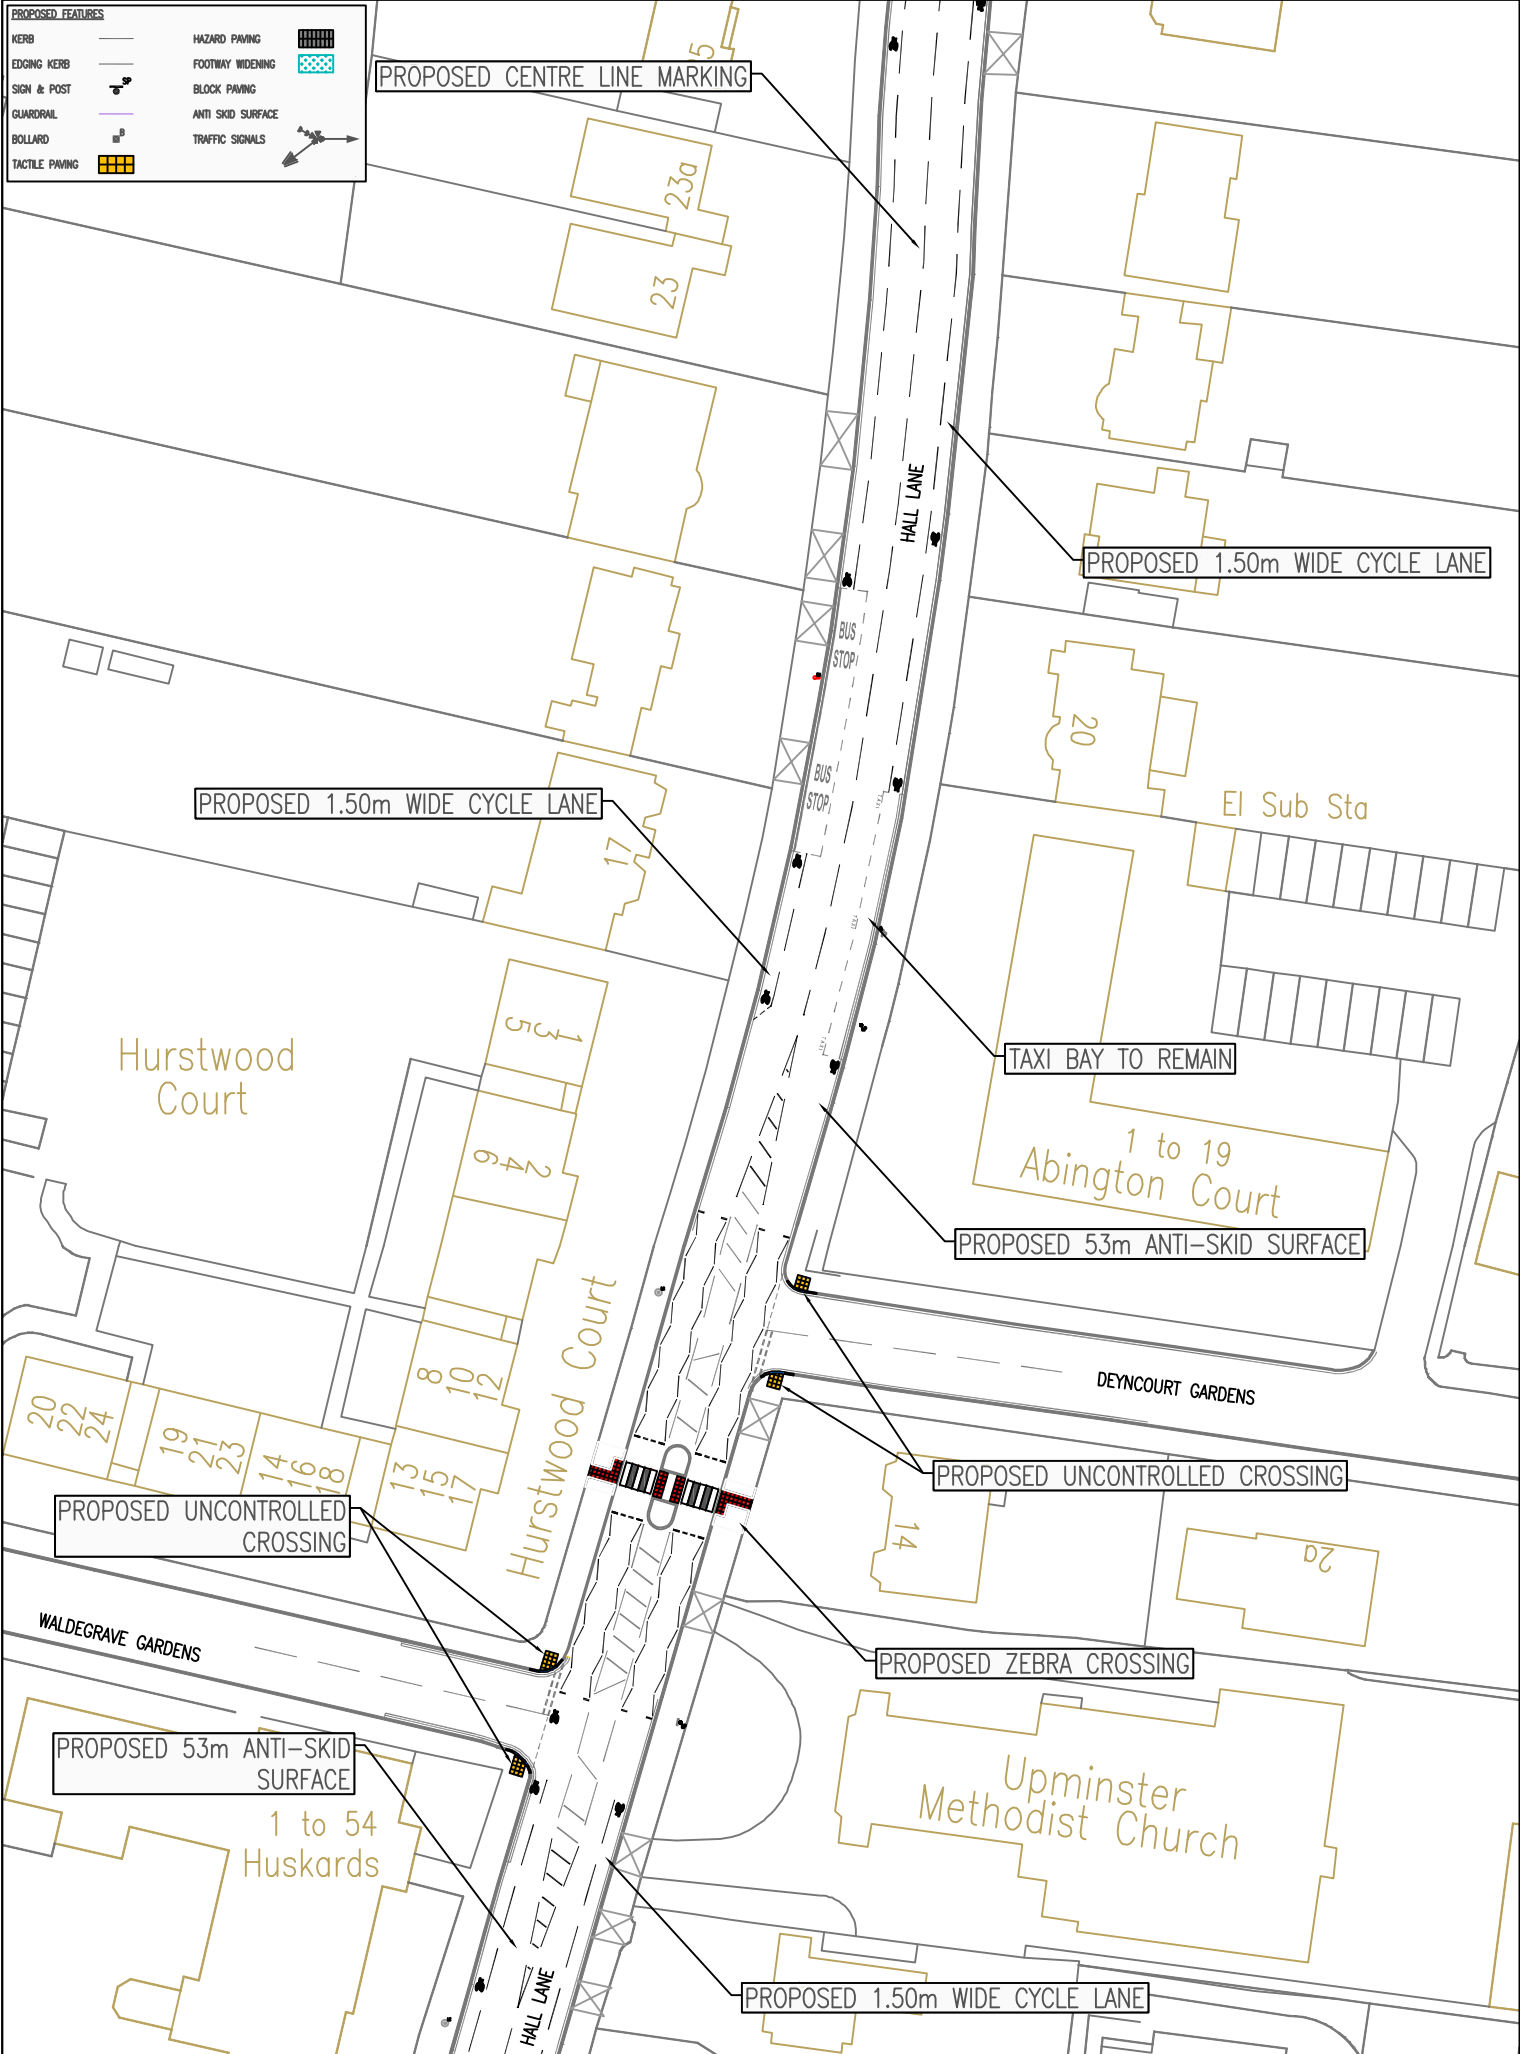 PROPOSED FEATURES
KERB
HAZARD PAVING
EDGING KERB
FOOTWAY WIDENING
SIGN & POST
SP
BLOCK PAVING
GUARDRAIL
ANTI SKID SURFACE
BOLLARD
B
TRAFFIC SIGNALS
TACTILE PAVING
PROPOSED CENTRE LINE MARKING
23a
23
HALL LANE
PROPOSED 1.50m WIDE CYCLE LANE
BUS
STOP
20
BUS
STOP
El Sub Sta
PROPOSED 1.50m WIDE CYCLE LANE
17
TAXI
TAXI
1
3
5
TAXI
Hurstwood
Court
TAXI BAY TO REMAIN
2
4
6
1 to 19
Abington Court
PROPOSED 53m ANTI-SKID SURFACE
Hurstwood Court
8
10
12
DEYNCOURT GARDENS
20
22
24
19
21
23
14
16
18
13
15
17
PROPOSED UNCONTROLLED CROSSING
PROPOSED UNCONTROLLED
CROSSING
14
2a
WALDEGRAVE GARDENS
PROPOSED ZEBRA CROSSING
PROPOSED 53m ANTI-SKID
SURFACE
Upminster
Methodist Church
1 to 54
Huskards
PROPOSED 1.50m WIDE CYCLE LANE
HALL LANE